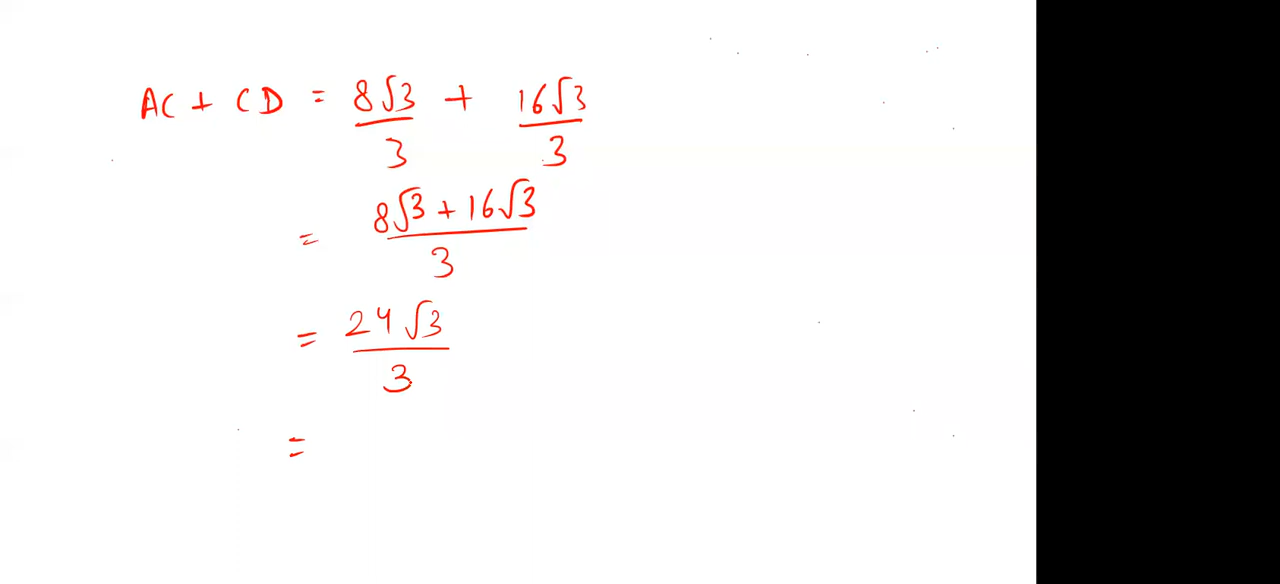 AC + CD = 8√3/3 + 16√3/3
= 8√3 + 16√3/3
= 24√3/3
=